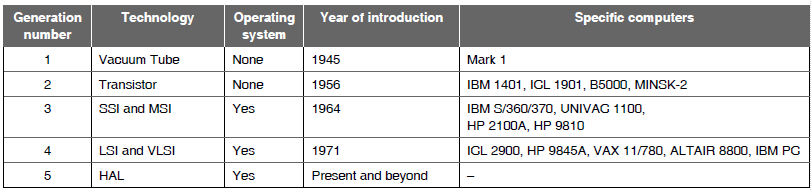 Generation number Technology Operating system Year of introduction Specific computers
1 Vacuum Tube None 1945 Mark 1
2 Transistor None 1956 IBM 1401, ICL 1901, B5000, MINSK-2
3 SSI and MSI Yes 1964 IBM S/360/370, UNIVAC 1100,
HP 2100A, HP 9810
4 LSI and VLSI Yes 1971 ICL 2900, HP 9845A, VAX 11/780, ALTAIR 8800, IBM PC
5 HAL Yes Present and beyond –